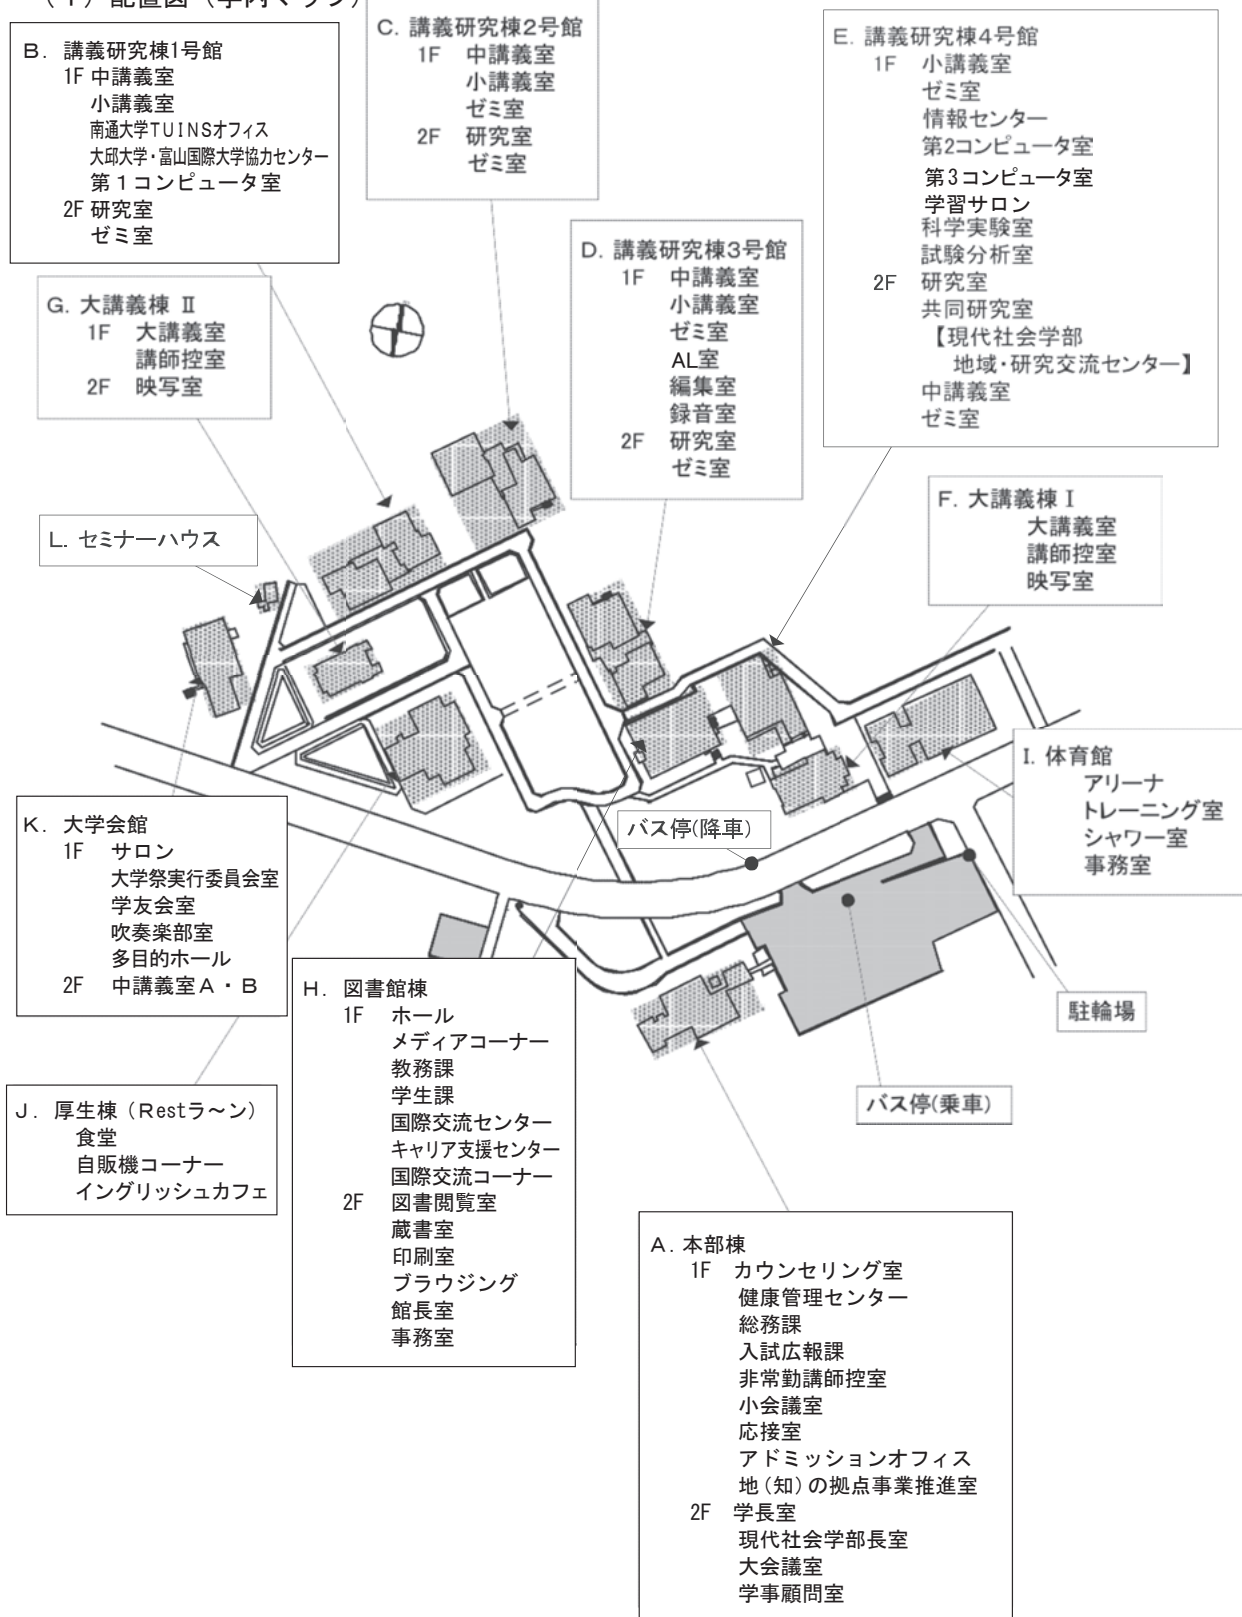 (1) 配置図（学内マップ）
B. 講義研究棟1号館
1F 中講義室
小講義室
南通大学TUINSオフィス
大邱大学・富山国際大学協力センター
第１コンピュータ室
2F 研究室
ゼミ室
C. 講義研究棟2号館
1F 中講義室
小講義室
ゼミ室
2F 研究室
ゼミ室
E. 講義研究棟4号館
1F 小講義室
ゼミ室
情報センター
第2コンピュータ室
第3コンピュータ室
学習サロン
科学実験室
試験分析室
2F 研究室
共同研究室
【現代社会学部
地域・研究交流センター】
中講義室
ゼミ室
D. 講義研究棟3号館
1F 中講義室
小講義室
ゼミ室
AL室
編集室
録音室
2F 研究室
ゼミ室
G. 大講義棟 Ⅱ
1F 大講義室
講師控室
2F 映写室
F. 大講義棟 I
大講義室
講師控室
映写室
L. セミナーハウス
I. 体育館
アリーナ
トレーニング室
シャワー室
事務室
バス停(降車)
K. 大学会館
1F サロン
大学祭実行委員会室
学友会室
吹奏楽部室
多目的ホール
2F 中講義室A・B
H. 図書館棟
1F ホール
メディアコーナー
教務課
学生課
国際交流センター
キャリア支援センター
国際交流コーナー
2F 図書閲覧室
蔵書室
印刷室
ブラウジング
館長室
事務室
駐輪場
バス停(乗車)
J. 厚生棟（Restラ～ン）
食堂
自販機コーナー
イングリッシュカフェ
A. 本部棟
1F カウンセリング室
健康管理センター
総務課
入試広報課
非常勤講師控室
小会議室
応接室
アドミッションオフィス
地(知)の拠点事業推進室
2F 学長室
現代社会学部長室
大会議室
学事顧問室